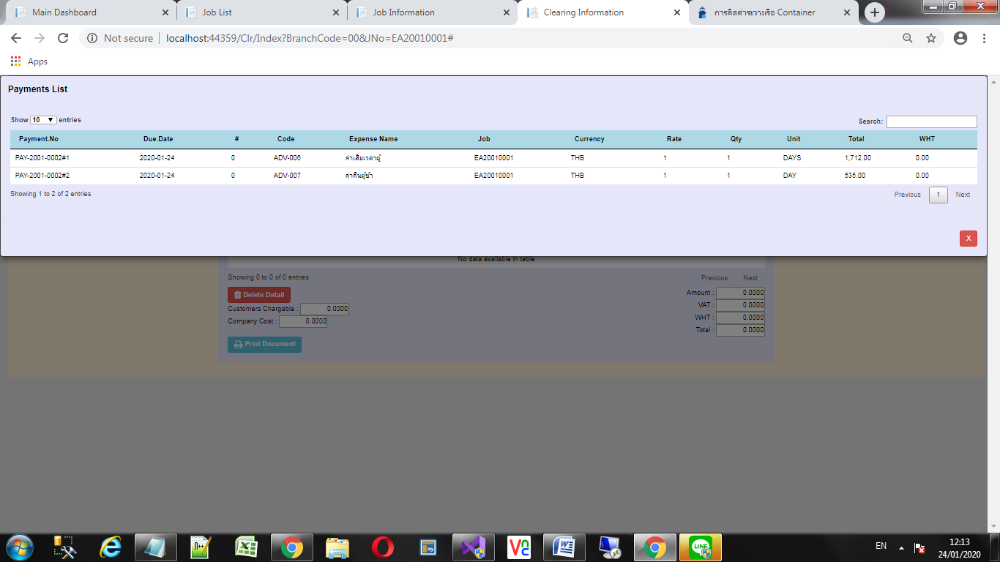 Main Dashboard Job List Job Information Clearing Information การคิดค่าระวางเรือ Container
Not secure localhost:44359/Clr/Index?BranchCode=00&JNo=EA20010001#
Apps
Payments List
Show 10 entries
Search:
Payment.No Due.Date # Code Expense Name Job Currency Rate Qty Unit Total WHT
PAY-2001-0002#1 2020-01-24 0 ADV-006 ค่าเสียเวลาตู้ EA20010001 THB 1 1 DAYS 1,712.00 0.00
PAY-2001-0002#2 2020-01-24 0 ADV-007 ค่าคืนตู้ช้า EA20010001 THB 1 1 DAY 535.00 0.00
Showing 1 to 2 of 2 entries
Previous 1 Next
X
No data available in table
Showing 0 to 0 of 0 entries
Previous Next
Delete Detail
Amount : 0.0000
Customers Chargable : 0.0000
VAT : 0.0000
Company Cost : 0.0000
WHT : 0.0000
Total : 0.0000
Print Document
EN
12:13
24/01/2020